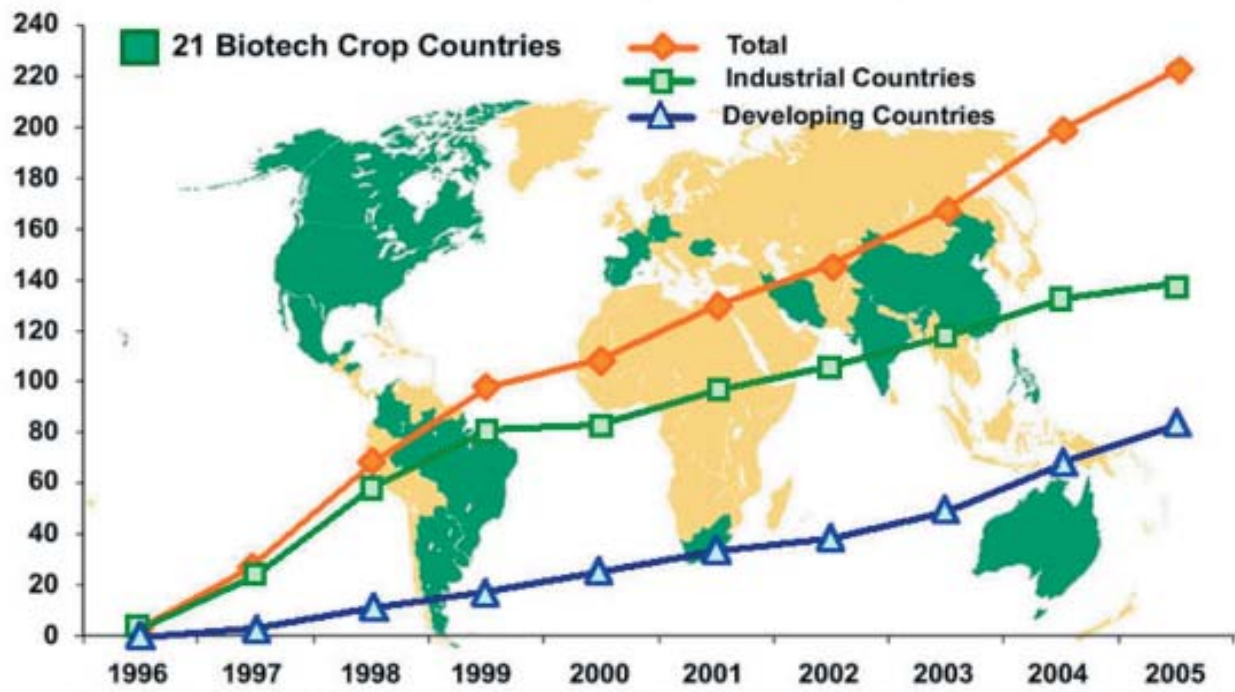 21 Biotech Crop Countries
Total
Industrial Countries
Developing Countries
240
220
200
180
160
140
120
100
80
60
40
20
0
1996 1997 1998 1999 2000 2001 2002 2003 2004 2005